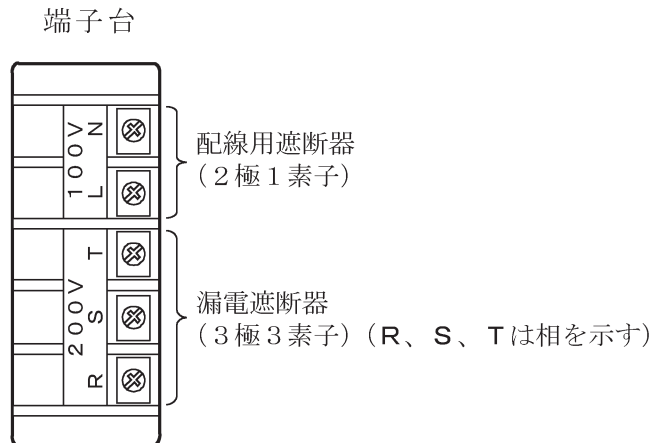 端子台
100V
N
L
配線用遮断器
(2極1素子)
200V
T
S
R
漏電遮断器
(3極3素子)(R、S、Tは相を示す)